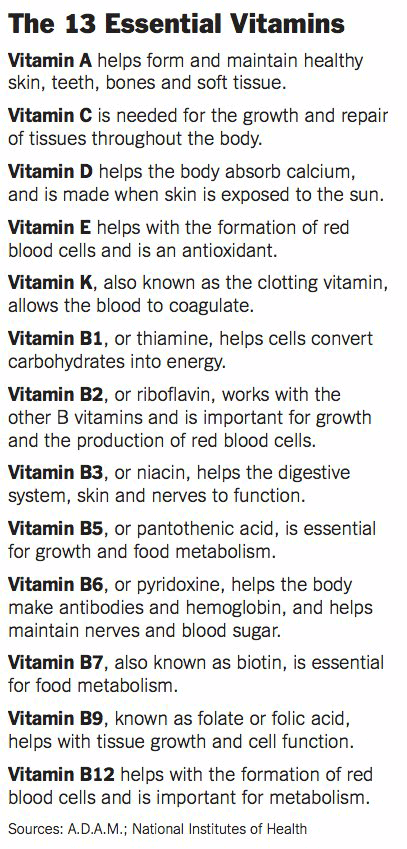 The 13 Essential Vitamins
Vitamin A helps form and maintain healthy
skin, teeth, bones and soft tissue.
Vitamin C is needed for the growth and repair
of tissues throughout the body.
Vitamin D helps the body absorb calcium,
and is made when skin is exposed to the sun.
Vitamin E helps with the formation of red
blood cells and is an antioxidant.
Vitamin K, also known as the clotting vitamin,
allows the blood to coagulate.
Vitamin B1, or thiamine, helps cells convert
carbohydrates into energy.
Vitamin B2, or riboflavin, works with the
other B vitamins and is important for growth
and the production of red blood cells.
Vitamin B3, or niacin, helps the digestive
system, skin and nerves to function.
Vitamin B5, or pantothenic acid, is essential
for growth and food metabolism.
Vitamin B6, or pyridoxine, helps the body
make antibodies and hemoglobin, and helps
maintain nerves and blood sugar.
Vitamin B7, also known as biotin, is essential
for food metabolism.
Vitamin B9, known as folate or folic acid,
helps with tissue growth and cell function.
Vitamin B12 helps with the formation of red
blood cells and is important for metabolism.
Sources: A.D.A.M.; National Institutes of Health